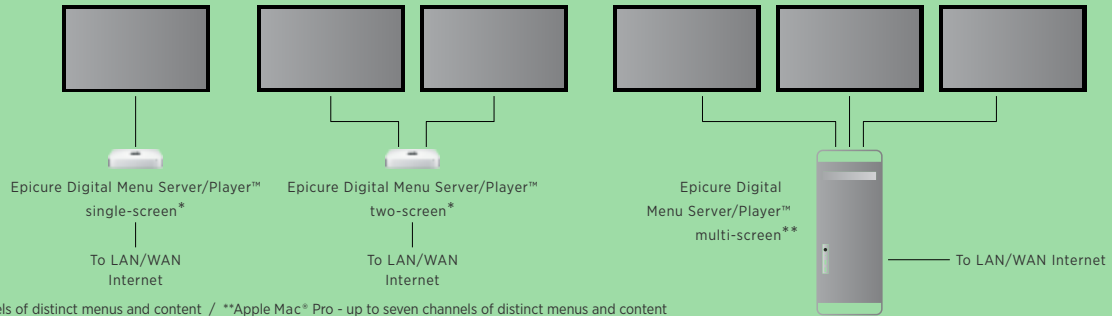 Epicure Digital Menu Server/Player™
single-screen*
To LAN/WAN
Internet
Epicure Digital Menu Server/Player™
two-screen*
To LAN/WAN
Internet
Epicure Digital
Menu Server/Player™
multi-screen**
To LAN/WAN Internet
of distinct menus and content / **Apple Mac® Pro - up to seven channels of distinct menus and content